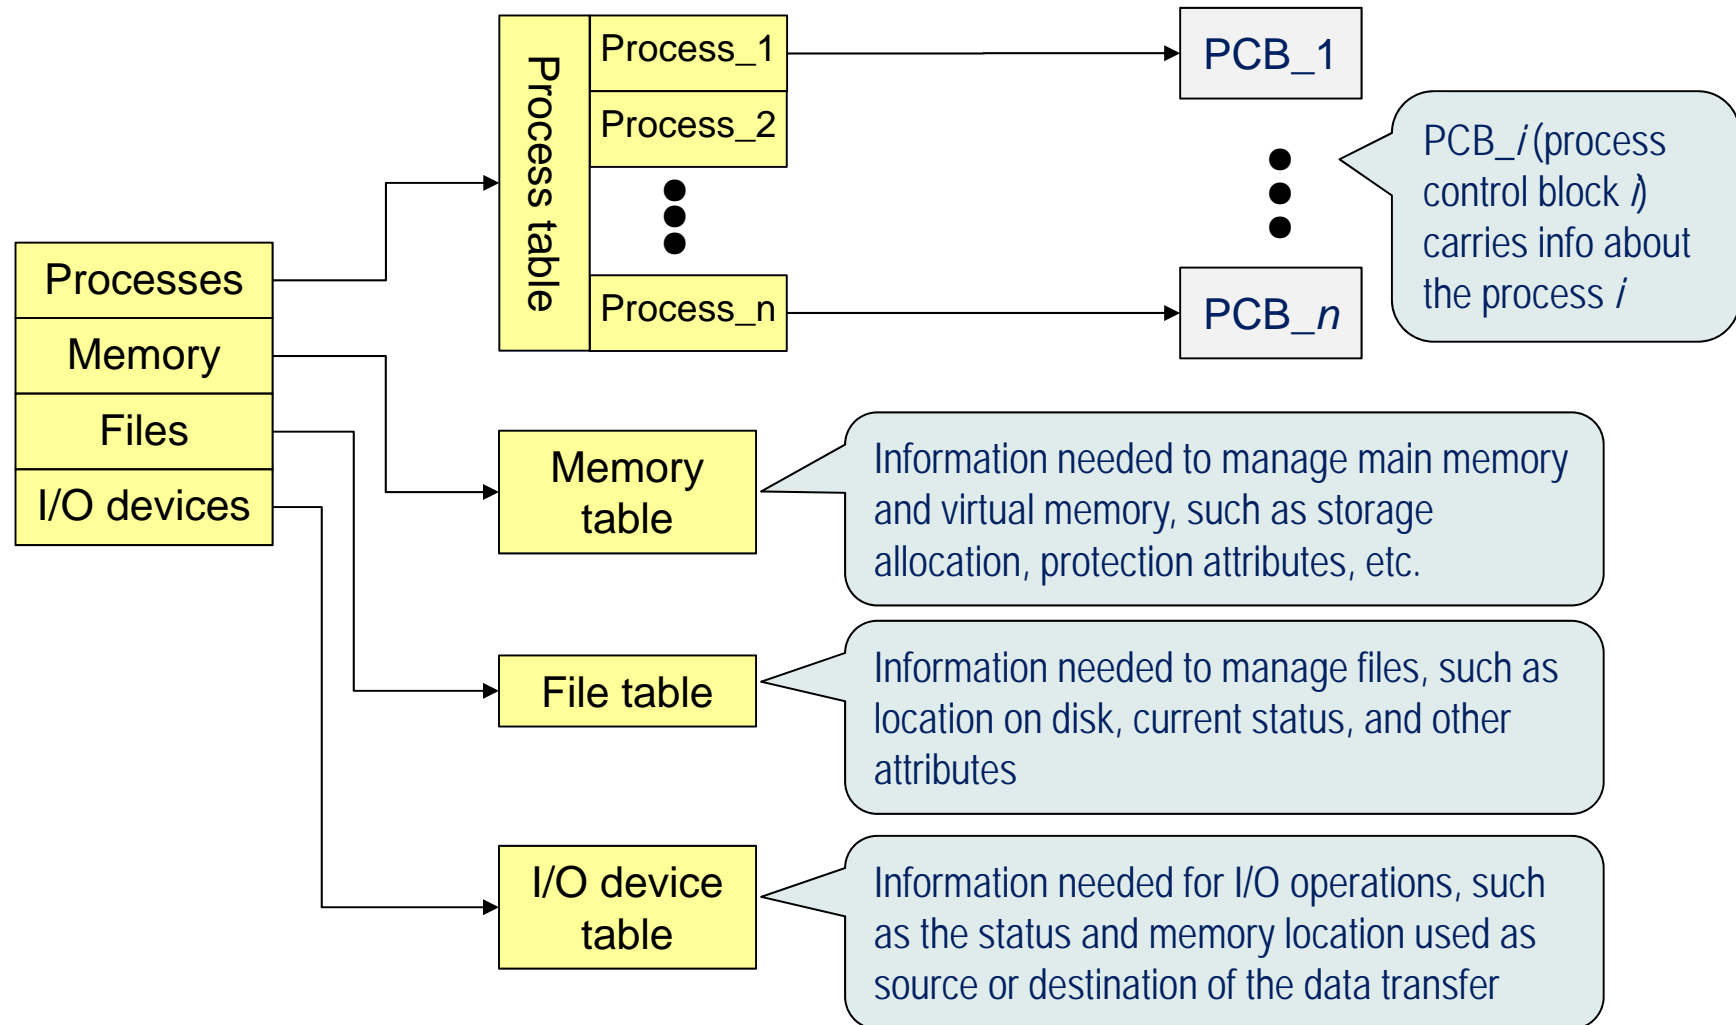 Processes
Memory
Files
I/O devices
Process table
Process_1
Process_2
Process_n
PCB_1
PCB_n
PCB_i (process
control block i)
carries info about
the process i
Memory
table
Information needed to manage main memory
and virtual memory, such as storage
allocation, protection attributes, etc.
File table
Information needed to manage files, such as
location on disk, current status, and other
attributes
I/O device
table
Information needed for I/O operations, such
as the status and memory location used as
source or destination of the data transfer